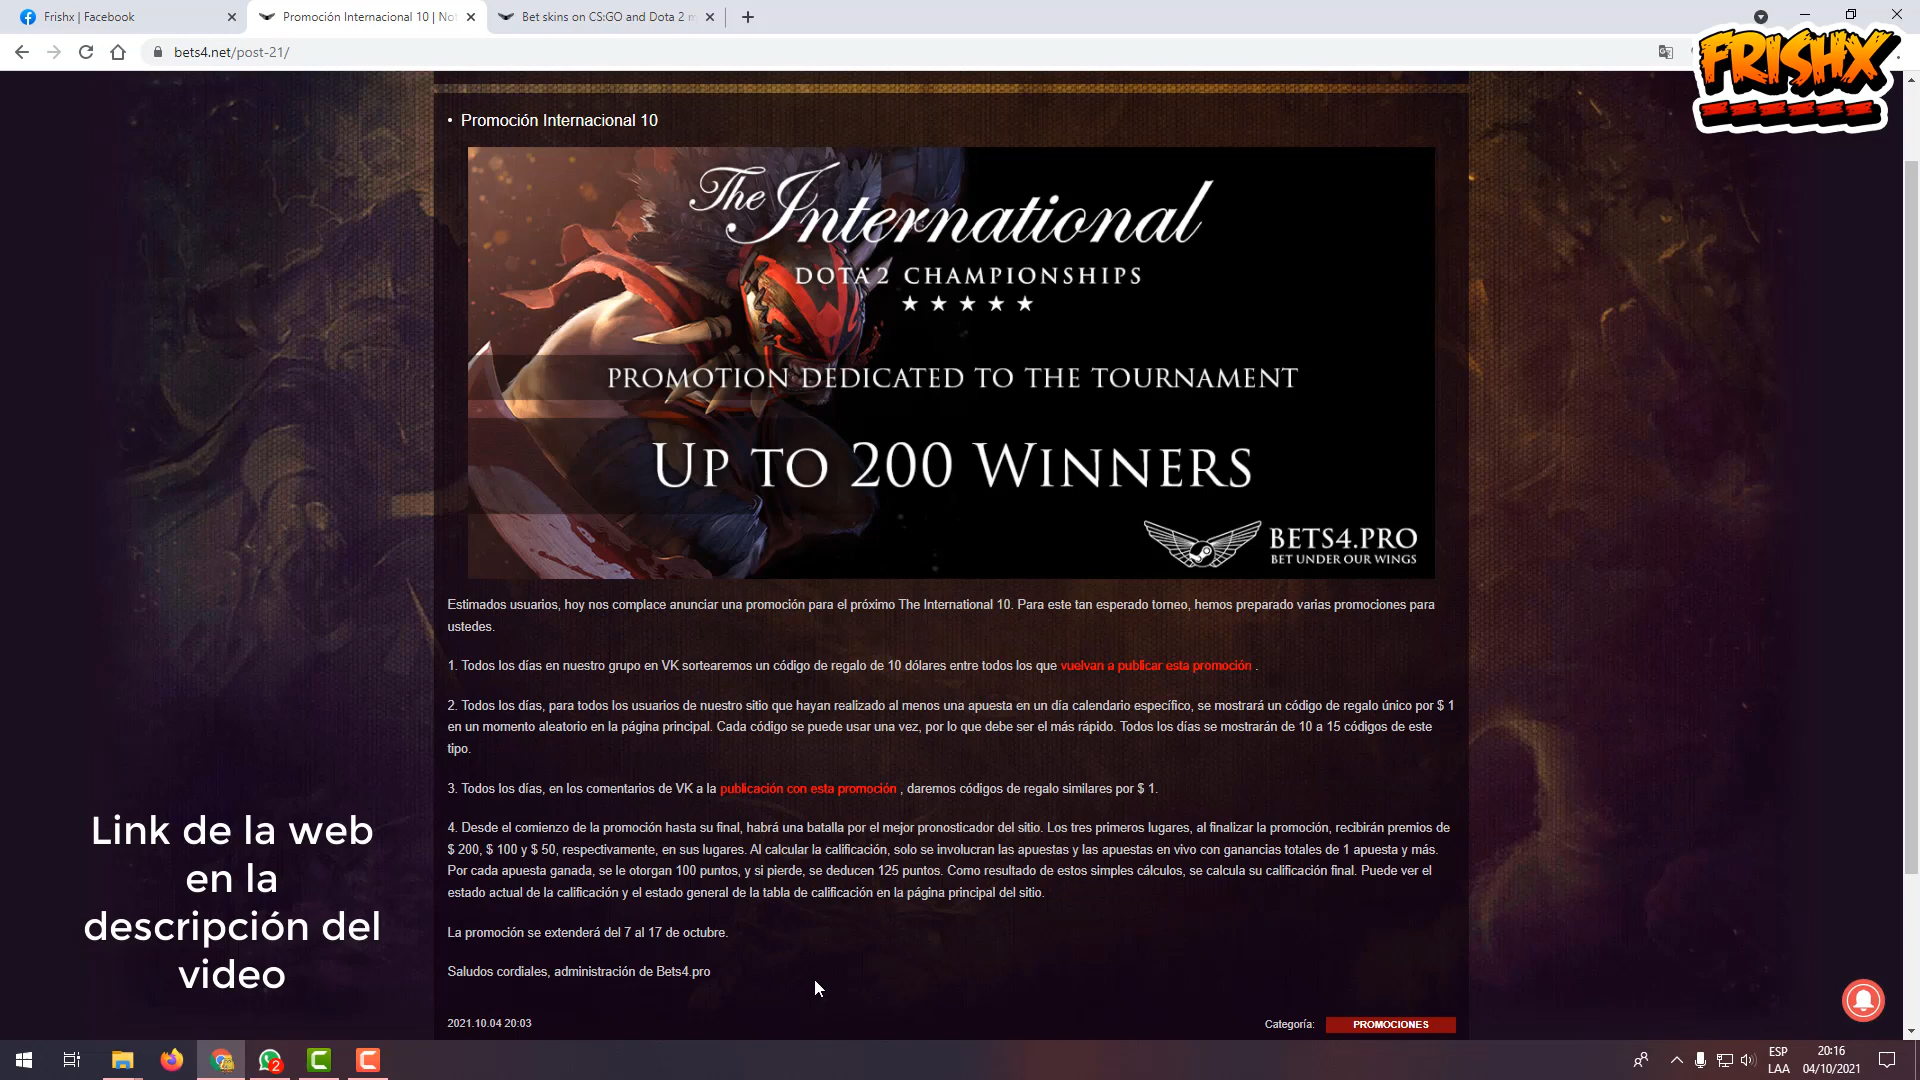 Frishx | Facebook
Promoción Internacional 10 | Not
Bet skins on CS:GO and Dota 2 m
bets4.net/post-21/
FRISHX
• Promoción Internacional 10
The International
DOTA 2 CHAMPIONSHIPS
PROMOTION DEDICATED TO THE TOURNAMENT
UP TO 200 WINNERS
BETS4.PRO
BET UNDER OUR WINGS
Estimados usuarios, hoy nos complace anunciar una promoción para el próximo The International 10. Para este tan esperado torneo, hemos preparado varias promociones para
ustedes.
1. Todos los días en nuestro grupo en VK sortearemos un código de regalo de 10 dólares entre todos los que vuelvan a publicar esta promoción .
2. Todos los días, para todos los usuarios de nuestro sitio que hayan realizado al menos una apuesta en un día calendario específico, se mostrará un código de regalo único por $ 1
en un momento aleatorio en la página principal. Cada código se puede usar una vez, por lo que debe ser el más rápido. Todos los días se mostrarán de 10 a 15 códigos de este
tipo.
3. Todos los días, en los comentarios de VK a la publicación con esta promoción , daremos códigos de regalo similares por $ 1.
4. Desde el comienzo de la promoción hasta su final, habrá una batalla por el mejor pronosticador del sitio. Los tres primeros lugares, al finalizar la promoción, recibirán premios de
$ 200, $ 100 y $ 50, respectivamente, en sus lugares. Al calcular la calificación, solo se involucran las apuestas y las apuestas en vivo con ganancias totales de 1 apuesta y más.
Por cada apuesta ganada, se le otorgan 100 puntos, y si pierde, se deducen 125 puntos. Como resultado de estos simples cálculos, se calcula su calificación final. Puede ver el
estado actual de la calificación y el estado general de la tabla de calificación en la página principal del sitio.
La promoción se extenderá del 7 al 17 de octubre.
Saludos cordiales, administración de Bets4.pro
2021.10.04 20:03
Categoría: PROMOCIONES
Link de la web
en la
descripción del
video
2
ESP
LAA
20:16
04/10/2021